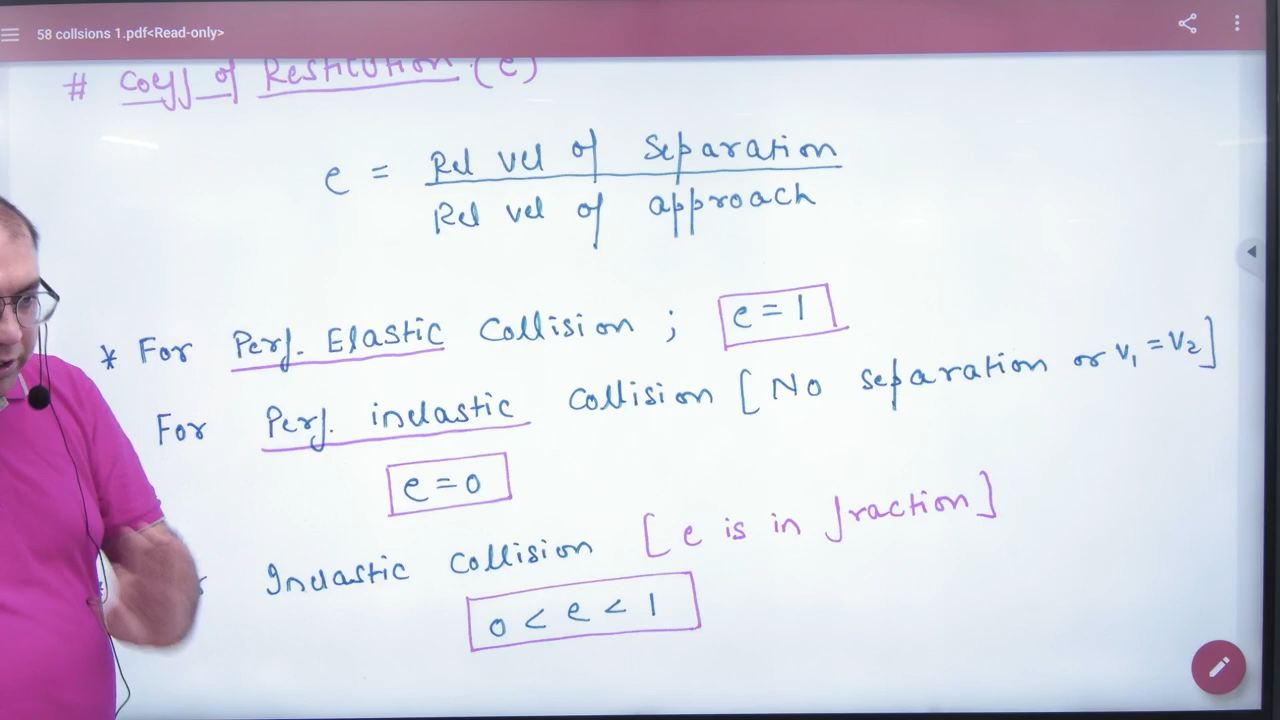 58 collsions 1.pdf<Read-only>
# Coeff of Restitution (e)
e = Rel vel of Separation
Rel vel of approach
* For Perf. Elastic Collision ; e = 1
For Perf. inelastic Collision [ No separation or v₁ = v₂ ]
e = 0
Inelastic Collision [ e is in fraction ]
0 < e < 1